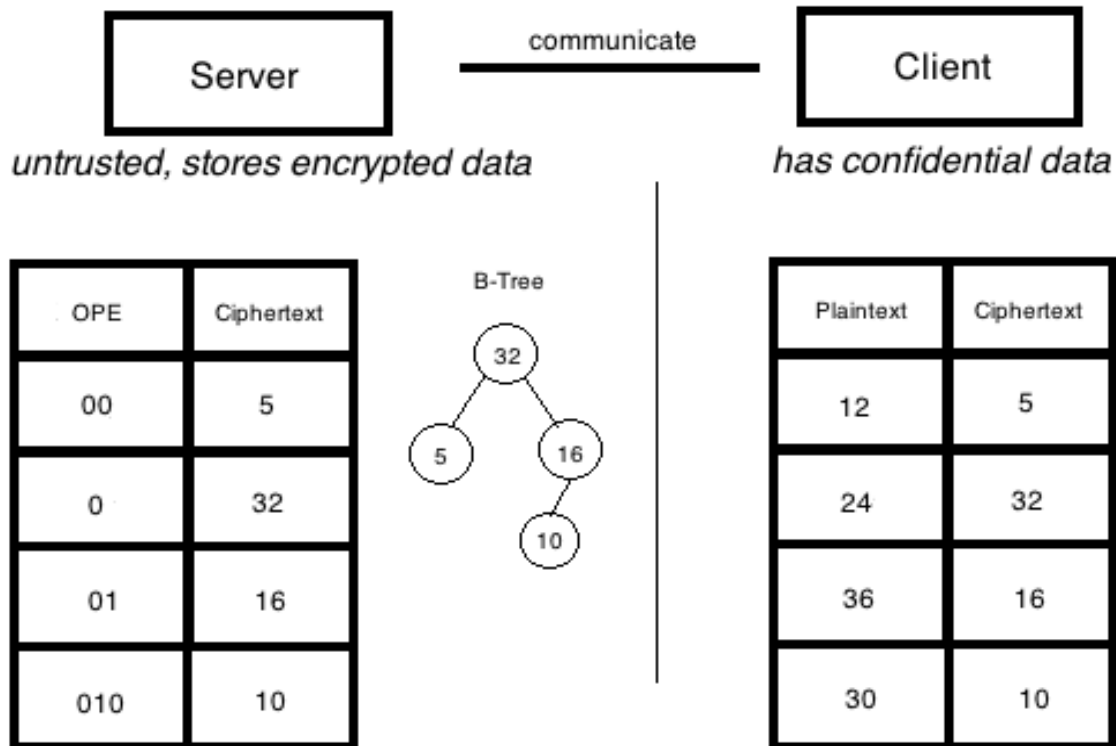 Server
communicate
Client
untrusted, stores encrypted data
has confidential data
OPE Ciphertext
00 5
0 32
01 16
010 10
B-Tree
32
5 16
10
Plaintext Ciphertext
12 5
24 32
36 16
30 10